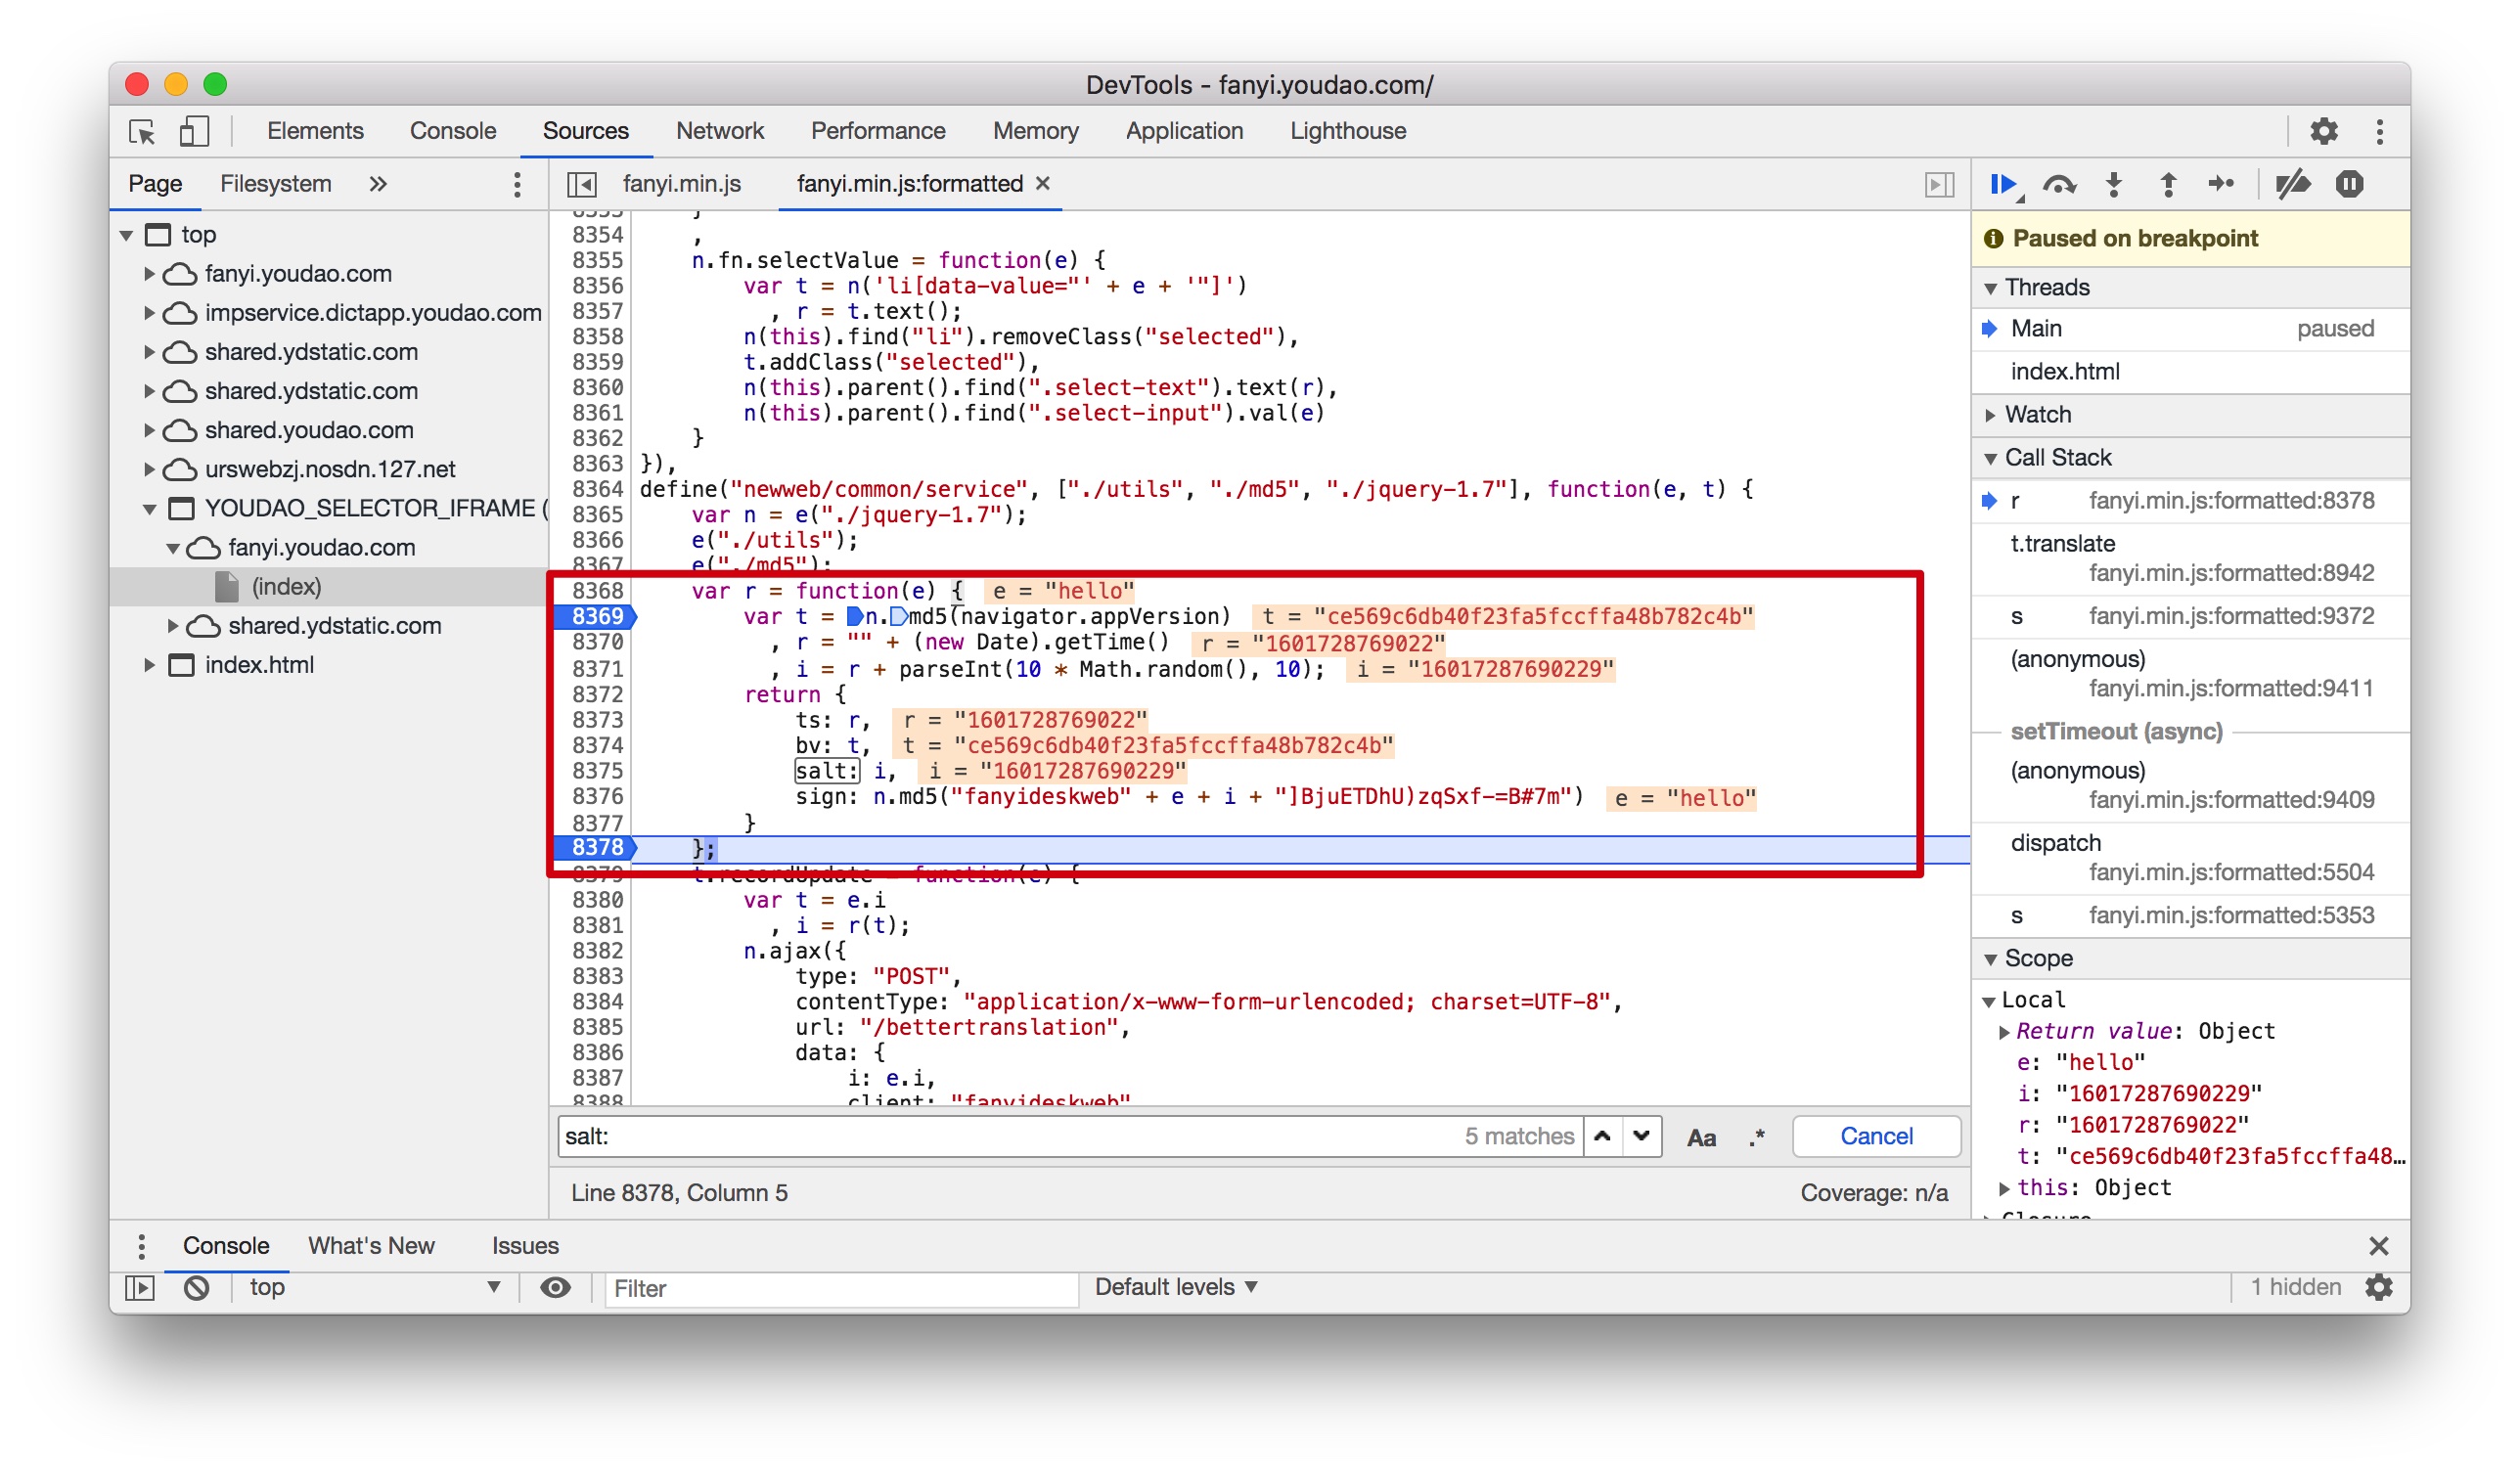 DevTools - fanyi.youdao.com/
Elements Console Sources Network Performance Memory Application Lighthouse
Page Filesystem »
fanyi.min.js fanyi.min.js:formatted ×
top
fanyi.youdao.com
impservice.dictapp.youdao.com
shared.ydstatic.com
shared.ydstatic.com
shared.youdao.com
urswebzj.nosdn.127.net
YOUDAO_SELECTOR_IFRAME (
fanyi.youdao.com
(index)
shared.ydstatic.com
index.html
8353 }
8354 ,
8355 n.fn.selectValue = function(e) {
8356 var t = n('li[data-value="' + e + '"]')
8357 , r = t.text();
8358 n(this).find("li").removeClass("selected"),
8359 t.addClass("selected"),
8360 n(this).parent().find(".select-text").text(r),
8361 n(this).parent().find(".select-input").val(e)
8362 }
8363 }),
8364 define("newweb/common/service", ["./utils", "./md5", "./jquery-1.7"], function(e, t) {
8365 var n = e("./jquery-1.7");
8366 e("./utils");
8367 e("./md5");
8368 var r = function(e) { e = "hello"
8369 var t = n.md5(navigator.appVersion) t = "ce569c6db40f23fa5fccffa48b782c4b"
8370 , r = "" + (new Date).getTime() r = "1601728769022"
8371 , i = r + parseInt(10 * Math.random(), 10); i = "16017287690229"
8372 return {
8373 ts: r, r = "1601728769022"
8374 bv: t, t = "ce569c6db40f23fa5fccffa48b782c4b"
8375 salt: i, i = "16017287690229"
8376 sign: n.md5("fanyideskweb" + e + i + "]BjuETDhU)zqSxf-=B#7m") e = "hello"
8377 }
8378 };
8379 t.recordUpdate = function(e) {
8380 var t = e.i
8381 , i = r(t);
8382 n.ajax({
8383 type: "POST",
8384 contentType: "application/x-www-form-urlencoded; charset=UTF-8",
8385 url: "/bettertranslation",
8386 data: {
8387 i: e.i,
8388 client: "fanyideskweb"
salt: 5 matches Aa .* Cancel
Line 8378, Column 5 Coverage: n/a
Paused on breakpoint
Threads
Main paused
index.html
Watch
Call Stack
r fanyi.min.js:formatted:8378
t.translate
fanyi.min.js:formatted:8942
s fanyi.min.js:formatted:9372
(anonymous)
fanyi.min.js:formatted:9411
setTimeout (async)
(anonymous)
fanyi.min.js:formatted:9409
dispatch
fanyi.min.js:formatted:5504
s fanyi.min.js:formatted:5353
Scope
Local
Return value: Object
e: "hello"
i: "16017287690229"
r: "1601728769022"
t: "ce569c6db40f23fa5fccffa48…
this: Object
Closure
Console What's New Issues
top Filter Default levels 1 hidden